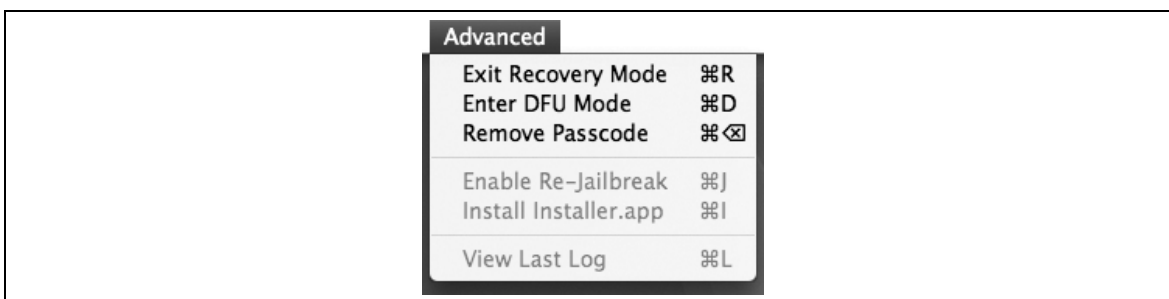 Advanced
Exit Recovery Mode ⌘R
Enter DFU Mode ⌘D
Remove Passcode ⌘⌫
Enable Re-Jailbreak ⌘J
Install Installer.app ⌘I
View Last Log ⌘L